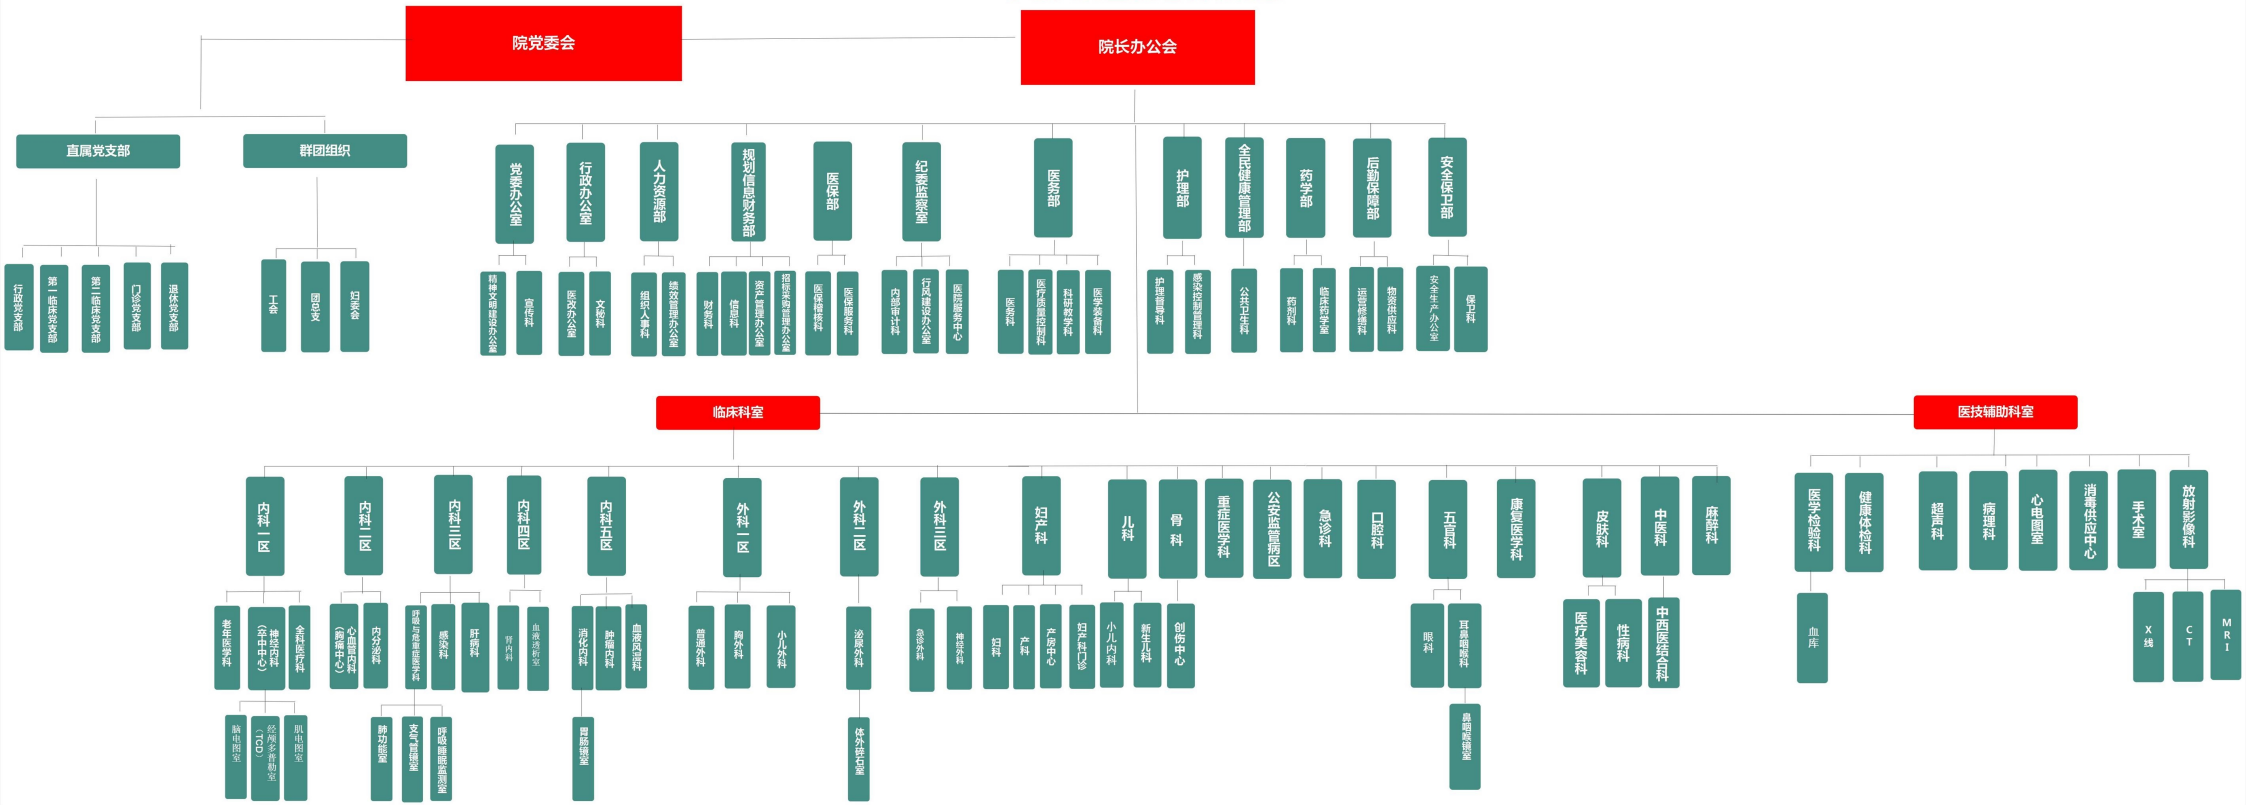 院党委会
院长办公会
直属党支部
群团组织
党委办公室
行政办公室
人力资源部
规划信息财务部
医保部
纪委监察室
医务部
护理部
全民健康管理部
药学部
后勤保障部
安全保卫部
行政党支部
第一临床党支部
第二临床党支部
门诊党支部
退休党支部
工会
团总支
妇委会
精神文明建设办公室
宣传科
医改办公室
文秘科
组织人事科
绩效管理办公室
财务科
信息科
资产管理办公室
招标采购管理办公室
医保稽核科
医保服务科
内部审计科
行风建设办公室
医院服务中心
医务科
医疗质量控制科
科研教学科
医学装备科
护理督导科
感染控制管理科
公共卫生科
药剂科
临床药学室
运营修缮科
物资供应科
安全生产办公室
保卫科
临床科室
医技辅助科室
内科一区
内科二区
内科三区
内科四区
内科五区
外科一区
外科二区
外科三区
妇产科
儿科
骨 科
重症医学科
公安监管病区
急诊科
口腔科
五官科
康复医学科
皮肤科
中医科
麻醉科
医学检验科
健康体检科
超声科
病理科
心电图室
消毒供应中心
手术室
放射影像科
老年医学科
神经内科
（卒中中心）
全科医疗科
心血管内科
（胸痛中心）
内分泌科
呼吸与危重症医学科
感染科
肝病科
肾内科
血液透析室
消化内科
肿瘤内科
血液风湿科
普通外科
胸外科
小儿外科
泌尿外科
急诊外科
神经外科
妇科
产科
产房中心
妇产科门诊
小儿内科
新生儿科
创伤中心
眼科
耳鼻咽喉科
医疗美容科
性病科
中西医结合科
血库
X线
CT
MRI
脑电图室
经颅多普勒室
（TCD）
肌电图室
肺功能室
支气管镜室
呼吸睡眠监测室
胃肠镜室
体外碎石室
鼻咽喉镜室